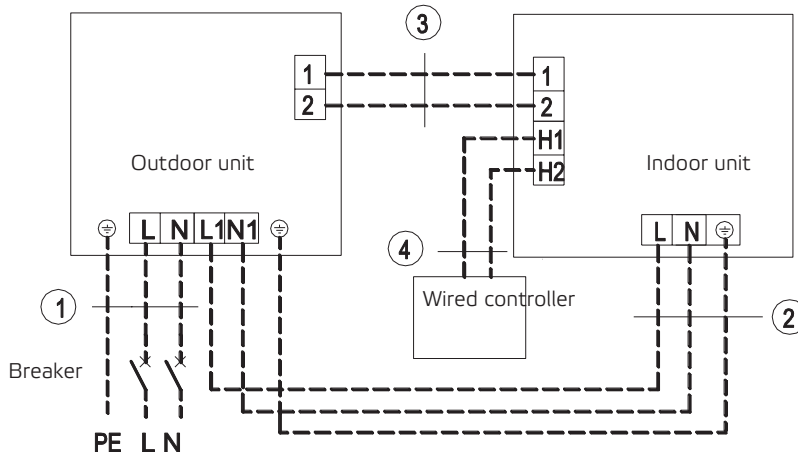 3
1
2
1
2
H1
H2
Outdoor unit
Indoor unit
L N L1 N1
L N
4
1
Wired controller
2
Breaker
PE L N